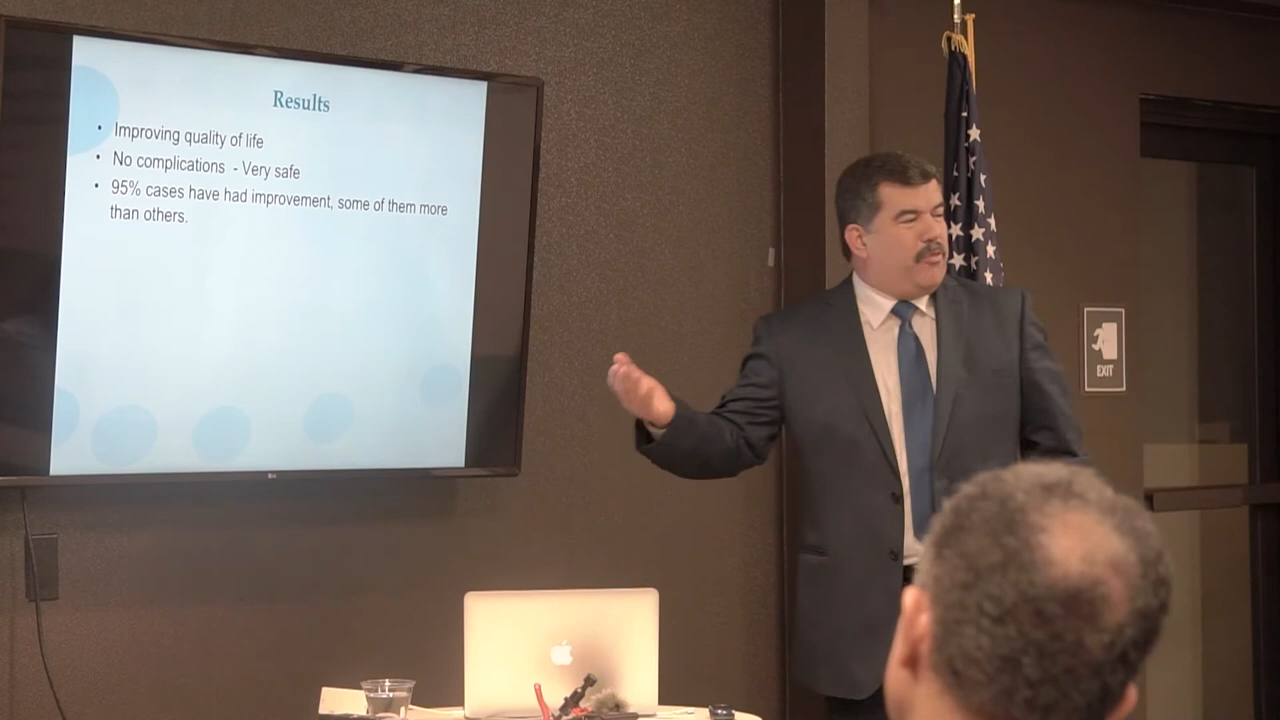 Results
• Improving quality of life
• No complications - Very safe
• 95% cases have had improvement, some of them more
than others.
EXIT